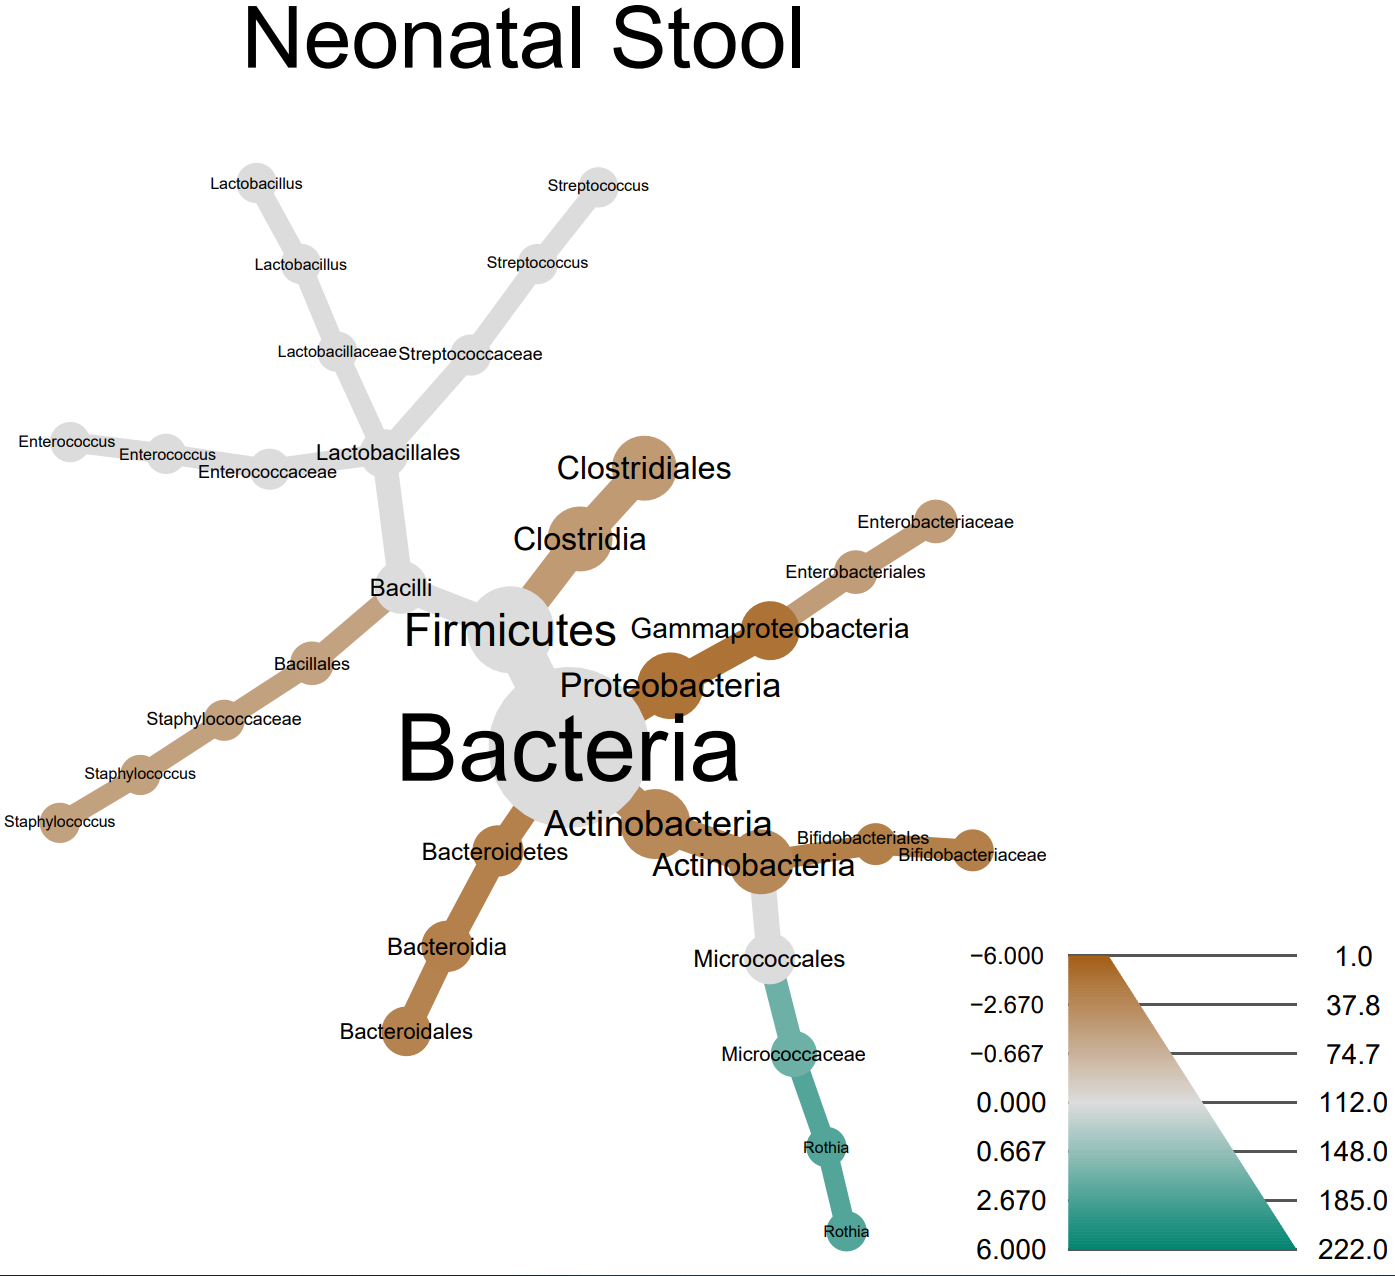 Neonatal Stool
Lactobacillus
Streptococcus
Lactobacillus
Streptococcus
Lactobacillaceae
Streptococcaceae
Enterococcus
Enterococcus
Enterococcaceae
Lactobacillales
Clostridiales
Clostridia
Enterobacteriaceae
Enterobacteriales
Bacilli
Firmicutes
Gammaproteobacteria
Bacillales
Proteobacteria
Staphylococcaceae
Bacteria
Staphylococcus
Staphylococcus
Actinobacteria
Bifidobacteriales
Bacteroidetes
Actinobacteria
Bifidobacteriaceae
Bacteroidia
Micrococcales
Bacteroidales
Micrococcaceae
Rothia
Rothia
−6.000 1.0
−2.670 37.8
−0.667 74.7
0.000 112.0
0.667 148.0
2.670 185.0
6.000 222.0